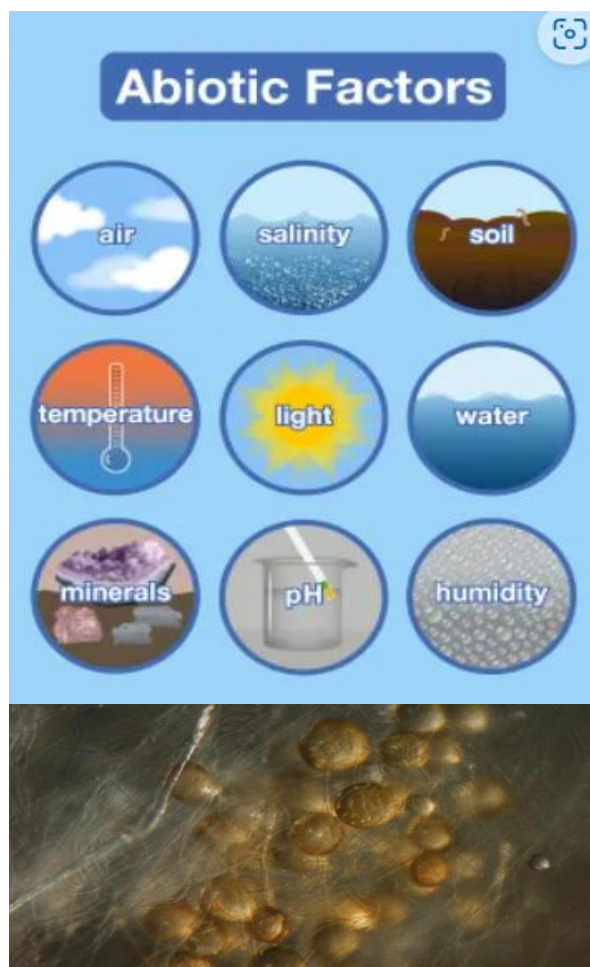 Abiotic Factors
air
salinity
soil
temperature
light
water
minerals
pH
humidity